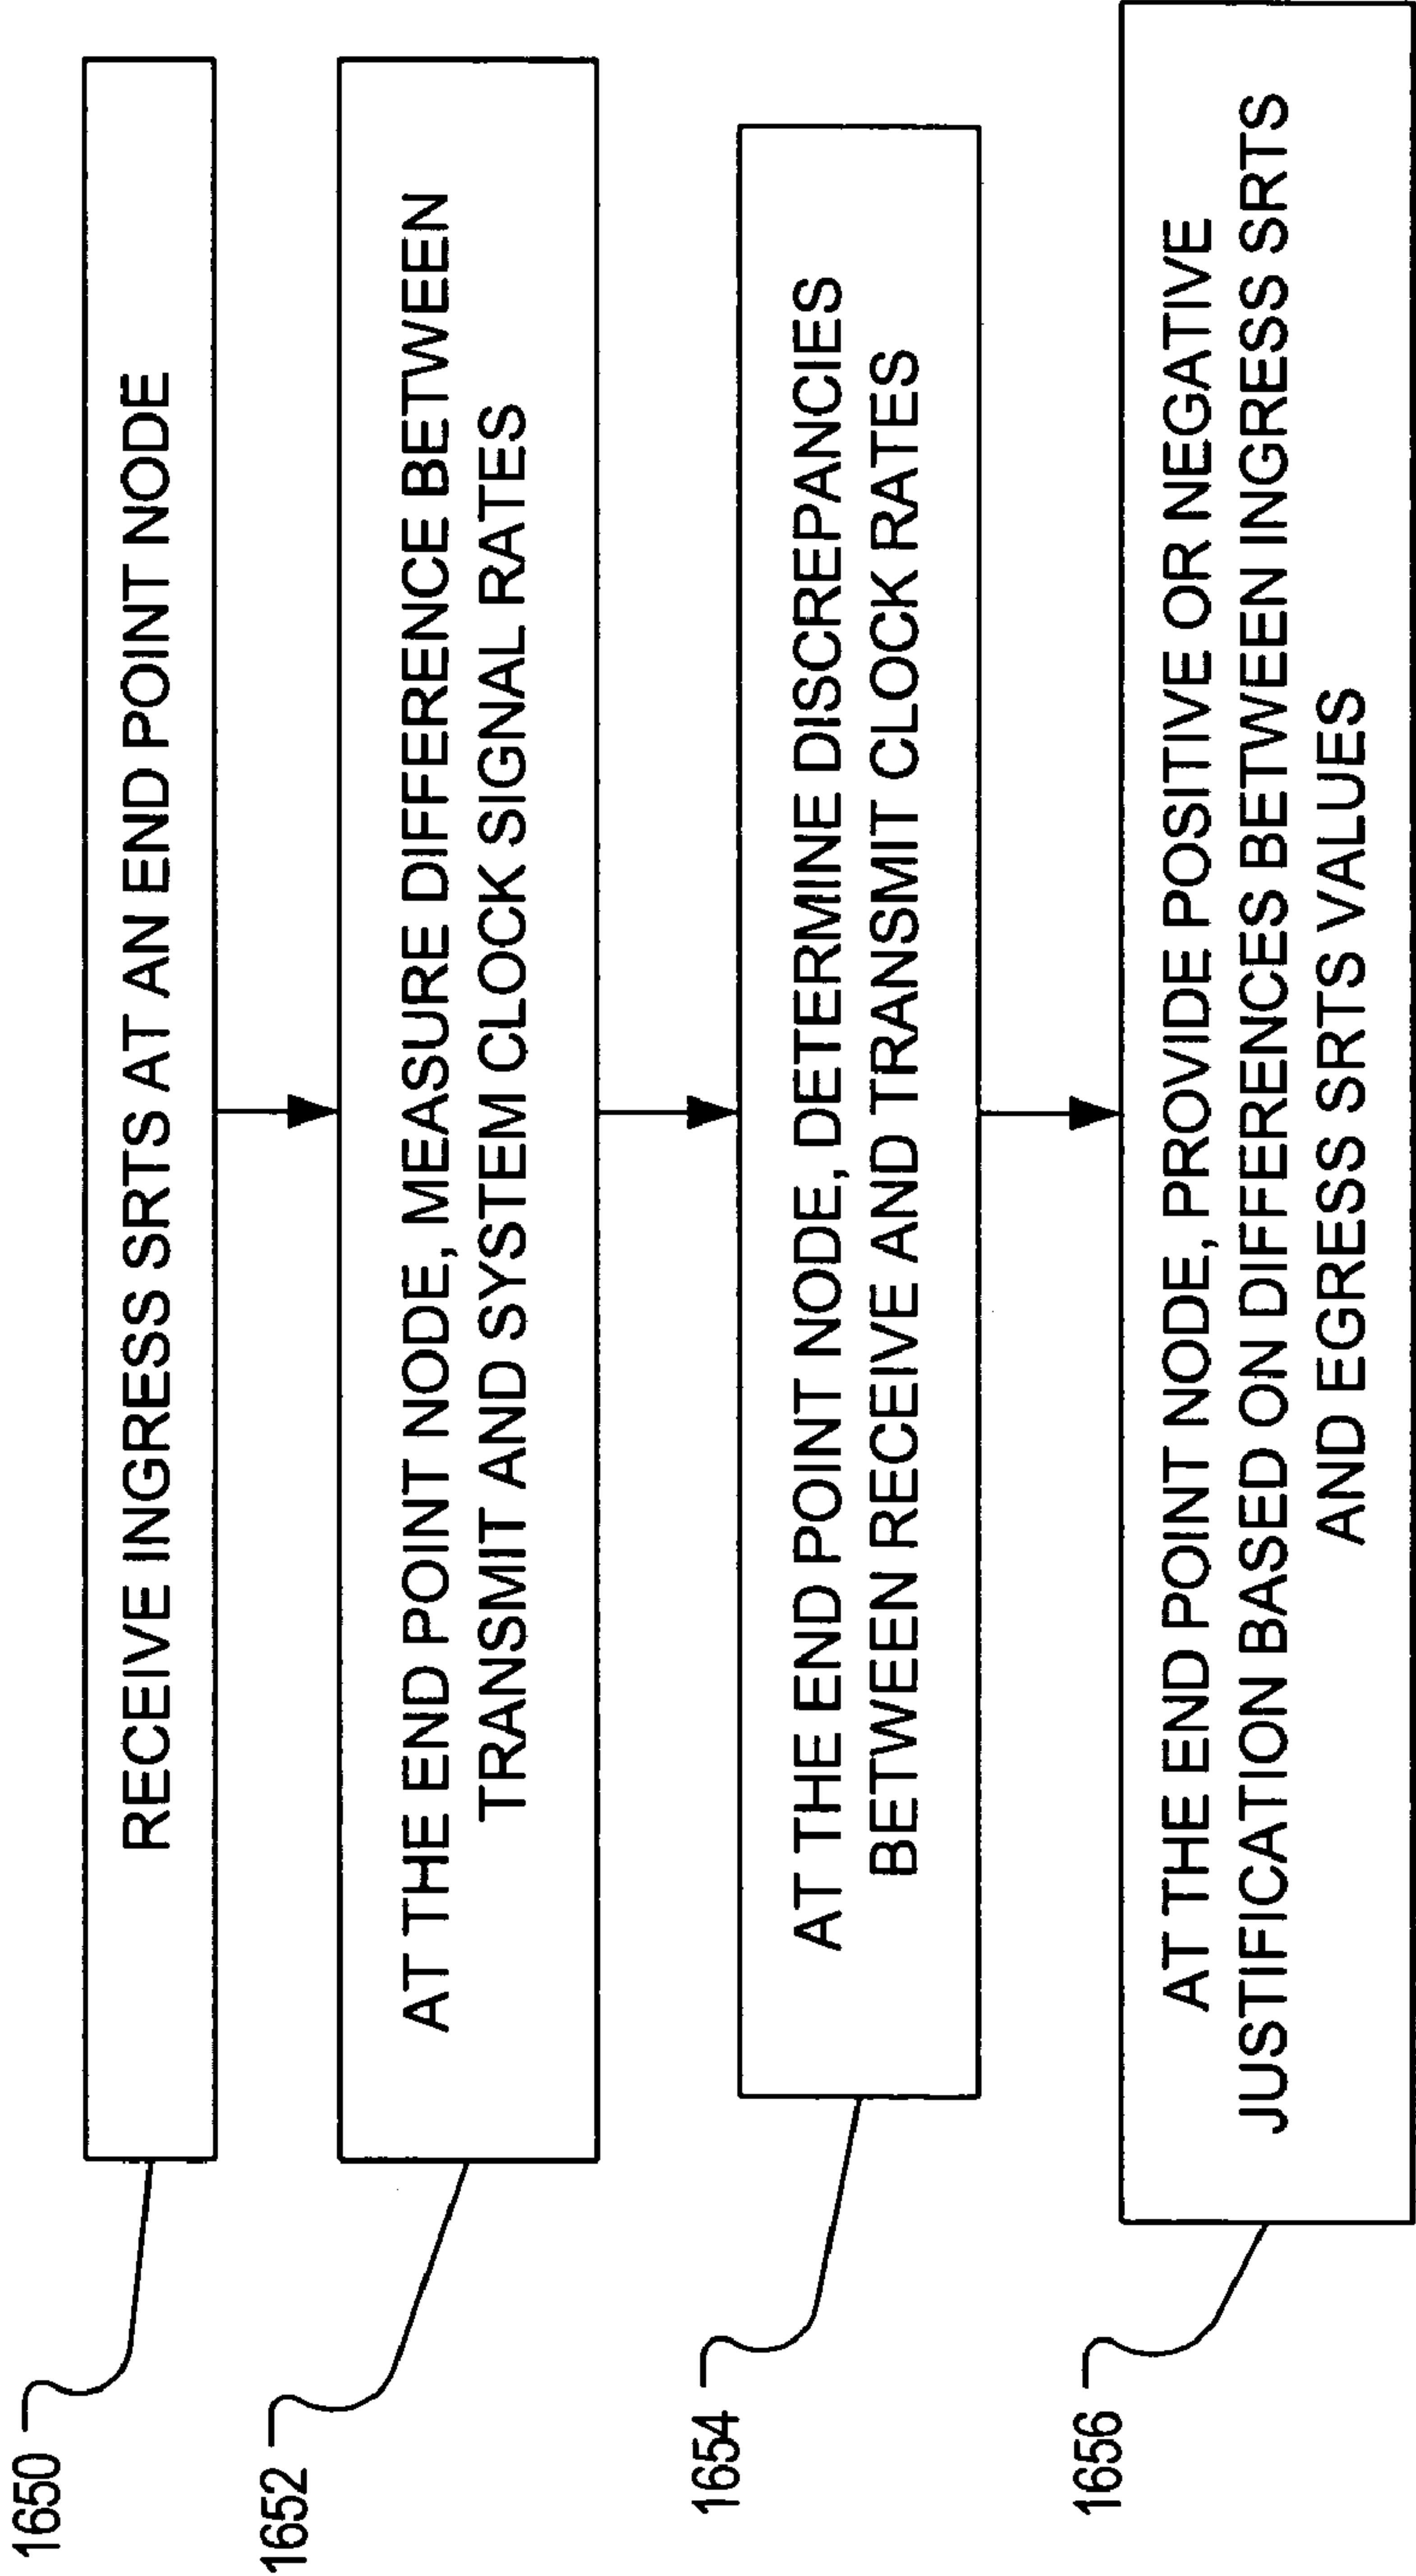 1650
RECEIVE INGRESS SRTS AT AN END POINT NODE
1652
AT THE END POINT NODE, MEASURE DIFFERENCE BETWEEN
TRANSMIT AND SYSTEM CLOCK SIGNAL RATES
1654
AT THE END POINT NODE, DETERMINE DISCREPANCIES
BETWEEN RECEIVE AND TRANSMIT CLOCK RATES
1656
AT THE END POINT NODE, PROVIDE POSITIVE OR NEGATIVE
JUSTIFICATION BASED ON DIFFERENCES BETWEEN INGRESS SRTS
AND EGRESS SRTS VALUES